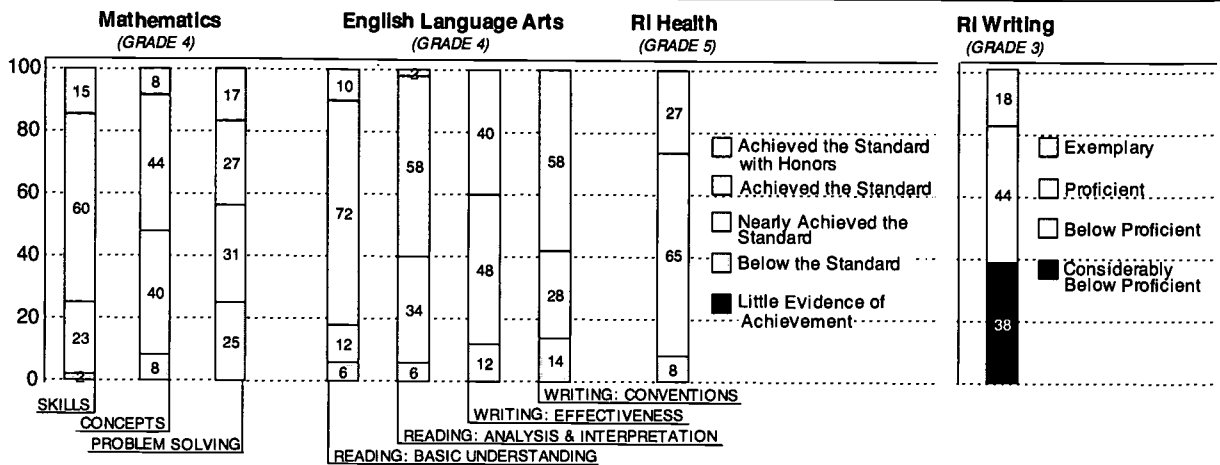 Mathematics
(GRADE 4)
English Language Arts
(GRADE 4)
RI Health
(GRADE 5)
RI Writing
(GRADE 3)
100
80
60
40
20
0
15
60
23
2
8
44
40
8
17
27
31
25
10
72
12
6
2
58
34
6
40
48
12
58
28
14
27
65
8
Achieved the Standard
with Honors
Achieved the Standard
Nearly Achieved the
Standard
Below the Standard
Little Evidence of
Achievement
18
44
38
Exemplary
Proficient
Below Proficient
Considerably
Below Proficient
SKILLS
CONCEPTS
PROBLEM SOLVING
WRITING: CONVENTIONS
WRITING: EFFECTIVENESS
READING: ANALYSIS & INTERPRETATION
READING: BASIC UNDERSTANDING